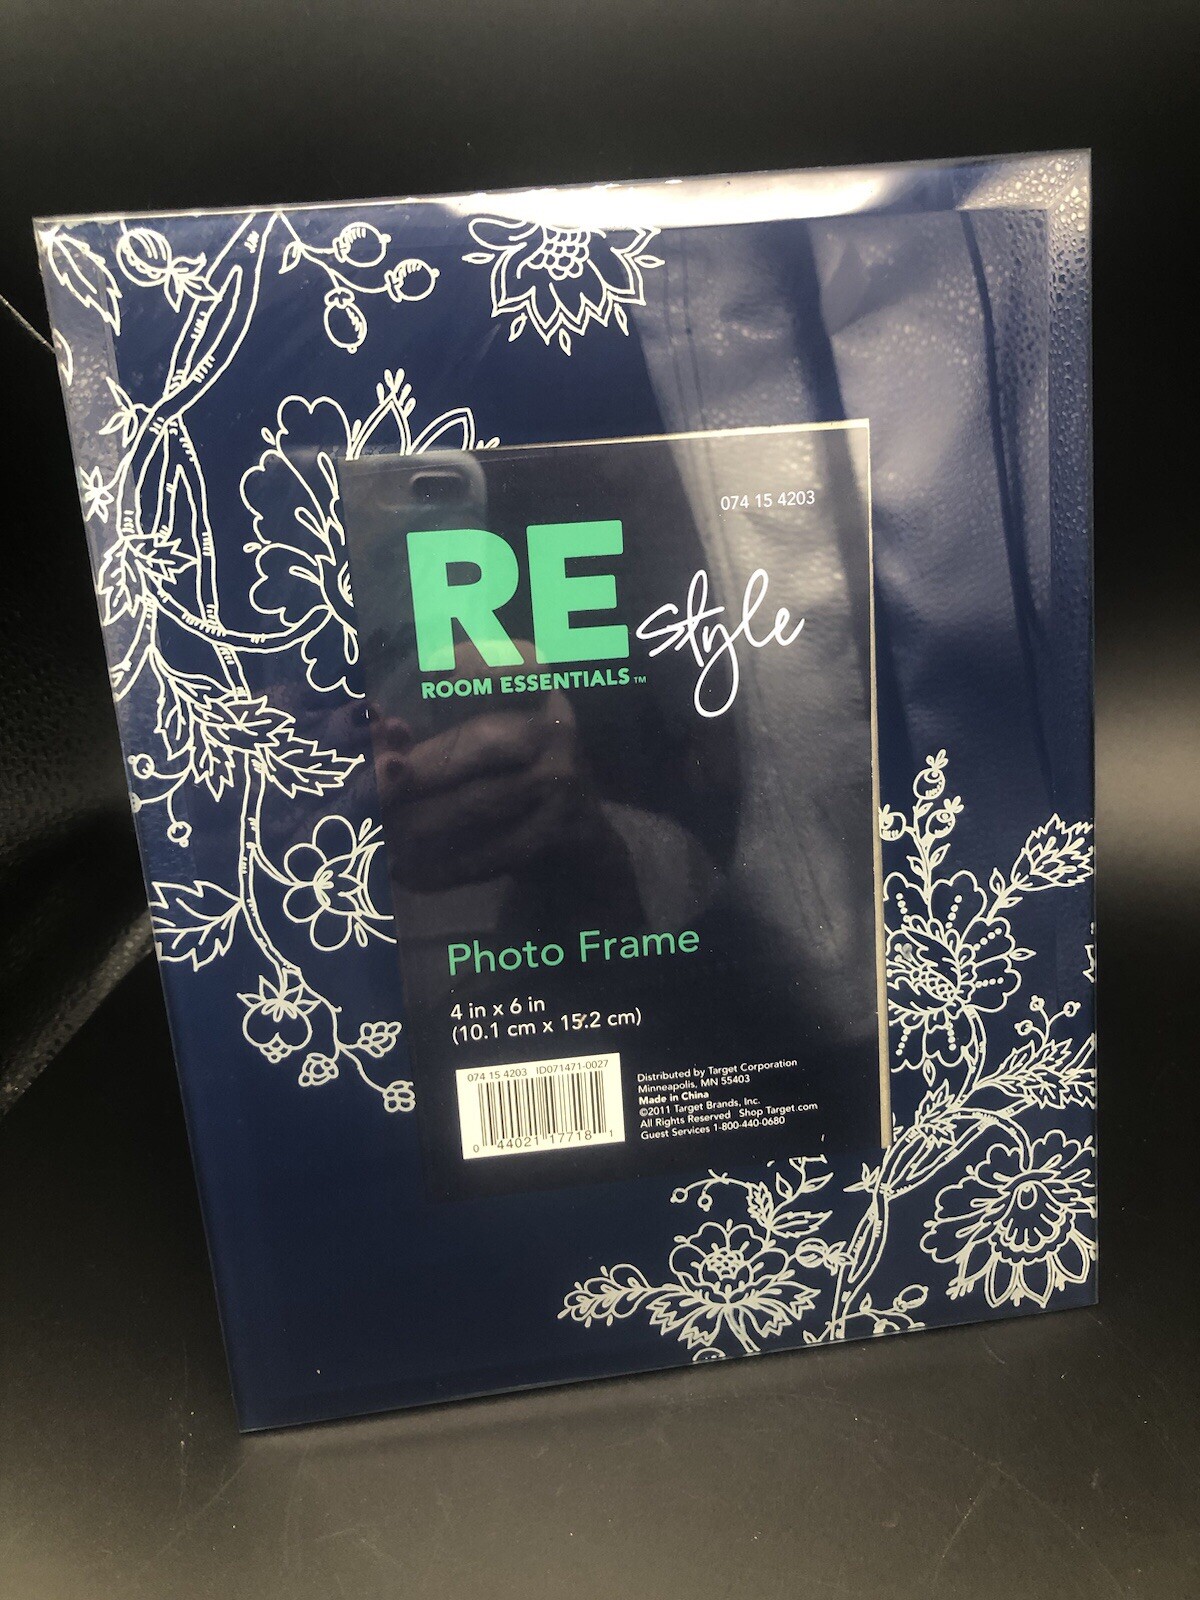 074 15 4203
RE style
ROOM ESSENTIALS™
Photo Frame
4 in x 6 in
(10.1 cm x 15.2 cm)
074 15 4203 ID071471-0027
0 44021 17718 1
Distributed by Target Corporation
Minneapolis, MN 55403
Made in China
©2011 Target Brands, Inc.
All Rights Reserved Shop Target.com
Guest Services 1-800-440-0680